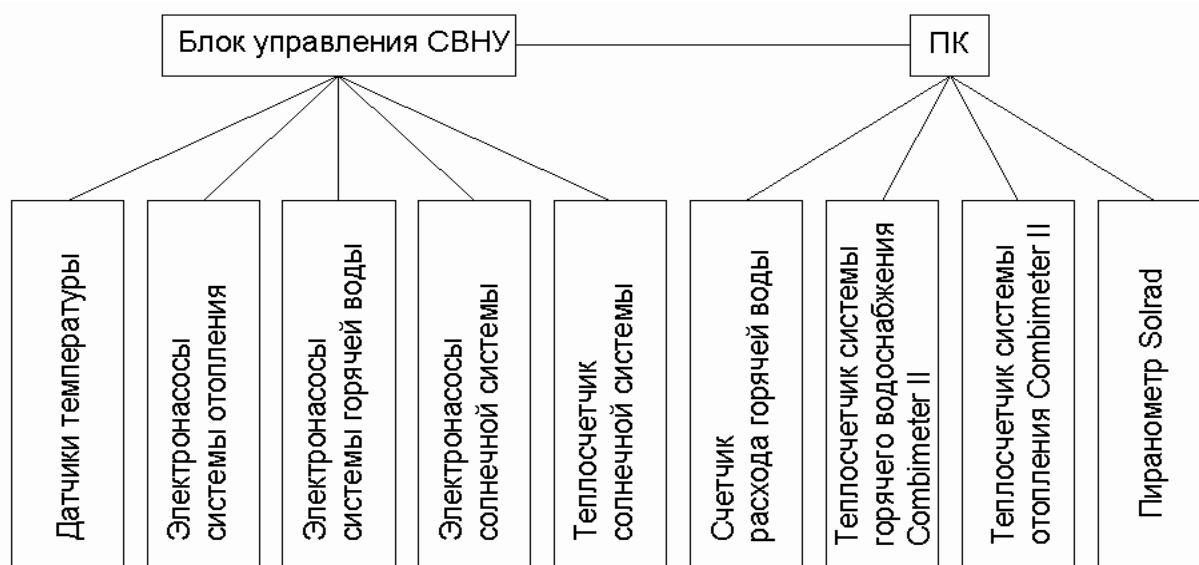 Блок управления СВНУ
ПК
Датчики температуры
Электронасосы
системы отопления
Электронасосы
системы горячей воды
Электронасосы
солнечной системы
Теплосчетчик
солнечной системы
Счетчик
расхода горячей воды
Теплосчетчик системы
горячего водоснабжения
Combimeter II
Теплосчетчик системы
отопления Combimeter II
Пиранометр Solrad